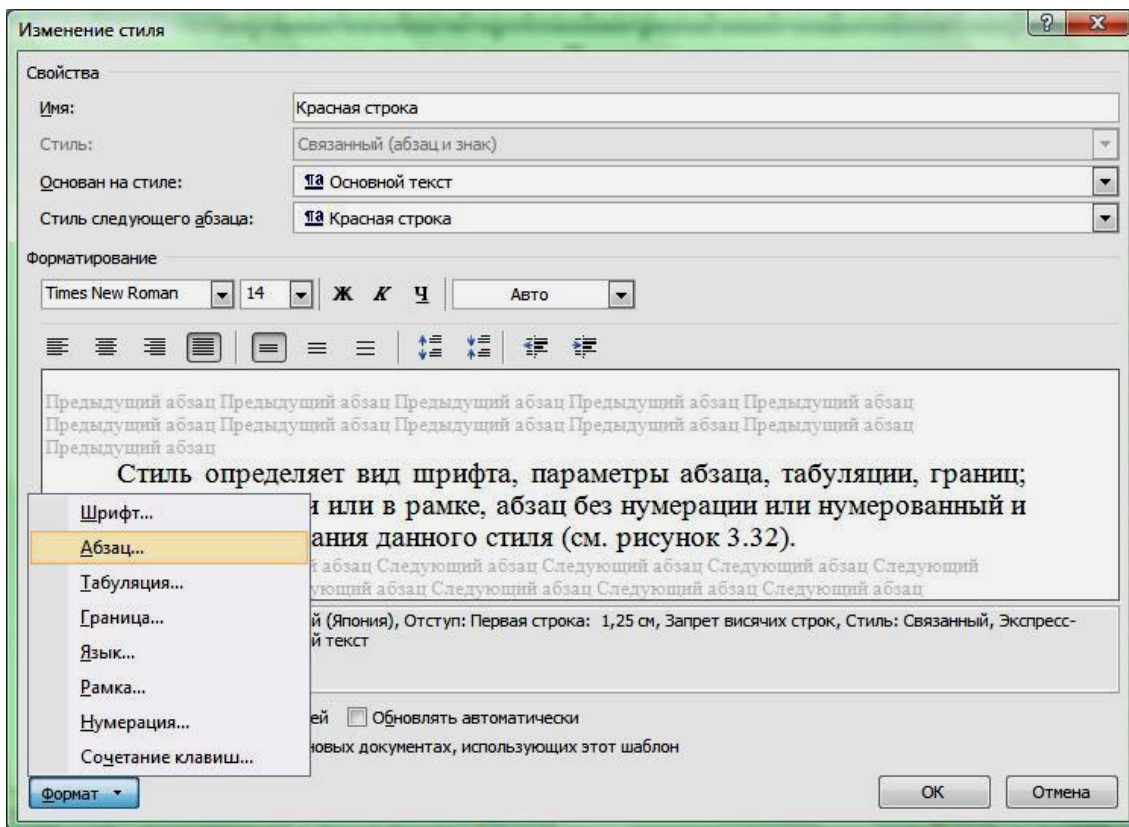 Изменение стиля
Свойства
Имя: Красная строка
Стиль: Связанный (абзац и знак)
Основан на стиле: ¶a Основной текст
Стиль следующего абзаца: ¶a Красная строка
Форматирование
Times New Roman 14 Ж К Ч Авто
Предыдущий абзац Предыдущий абзац Предыдущий абзац Предыдущий абзац Предыдущий абзац
Предыдущий абзац Предыдущий абзац Предыдущий абзац Предыдущий абзац Предыдущий абзац
Предыдущий абзац
Стиль определяет вид шрифта, параметры абзаца, табуляции, границ;
и или в рамке, абзац без нумерации или нумерованный и
ания данного стиля (см. рисунок 3.32).
й абзац Следующий абзац Следующий абзац Следующий абзац Следующий
ующий абзац Следующий абзац Следующий абзац Следующий абзац
й (Япония), Отступ: Первая строка: 1,25 см, Запрет висячих строк, Стиль: Связанный, Экспресс-
й текст
ей Обновлять автоматически
новых документах, использующих этот шаблон
Шрифт...
Абзац...
Табуляция...
Граница...
Язык...
Рамка...
Нумерация...
Сочетание клавиш...
Формат
ОК Отмена